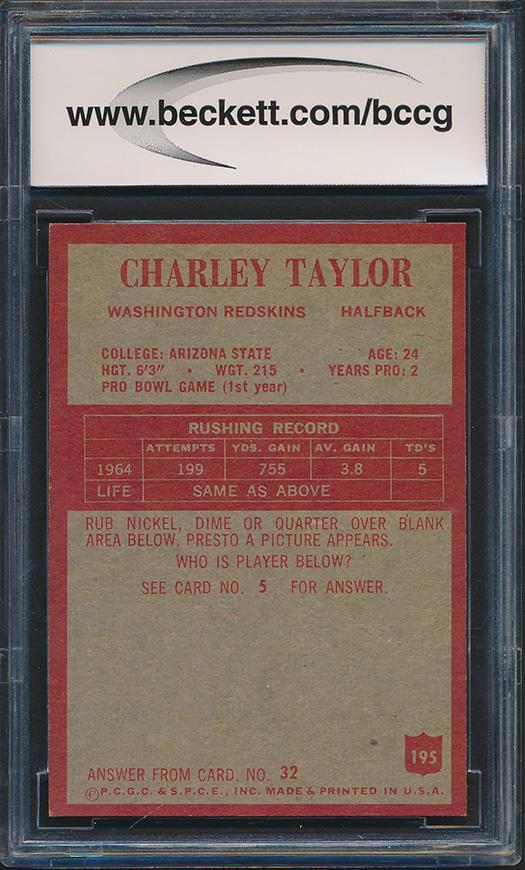 www.beckett.com/bccg
CHARLEY TAYLOR
WASHINGTON REDSKINS HALFBACK
COLLEGE: ARIZONA STATE AGE: 24
HGT. 6'3" • WGT. 215 • YEARS PRO: 2
PRO BOWL GAME (1st year)
RUSHING RECORD
ATTEMPTS YDS. GAIN AV. GAIN TD'S
1964 199 755 3.8 5
LIFE SAME AS ABOVE
RUB NICKEL, DIME OR QUARTER OVER BLANK
AREA BELOW. PRESTO A PICTURE APPEARS.
WHO IS PLAYER BELOW?
SEE CARD NO. 5 FOR ANSWER.
195
ANSWER FROM CARD. NO. 32
©P.C.G.C. & S.P.C.E., INC. MADE & PRINTED IN U.S.A.